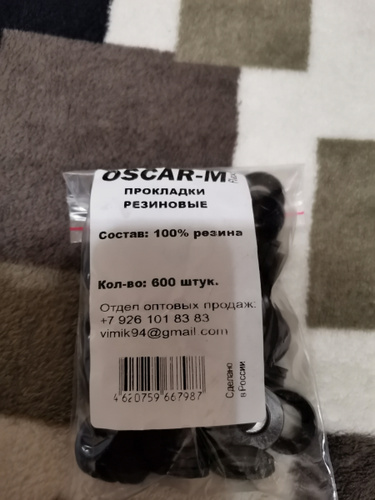 OSCAR-M
ПРОКЛАДКИ
РЕЗИНОВЫЕ
Состав: 100% резина
Кол-во: 600 штук.
Отдел оптовых продаж:
+7 926 101 83 83
vimik94@gmail.com
Сделано
в России
4620759667987